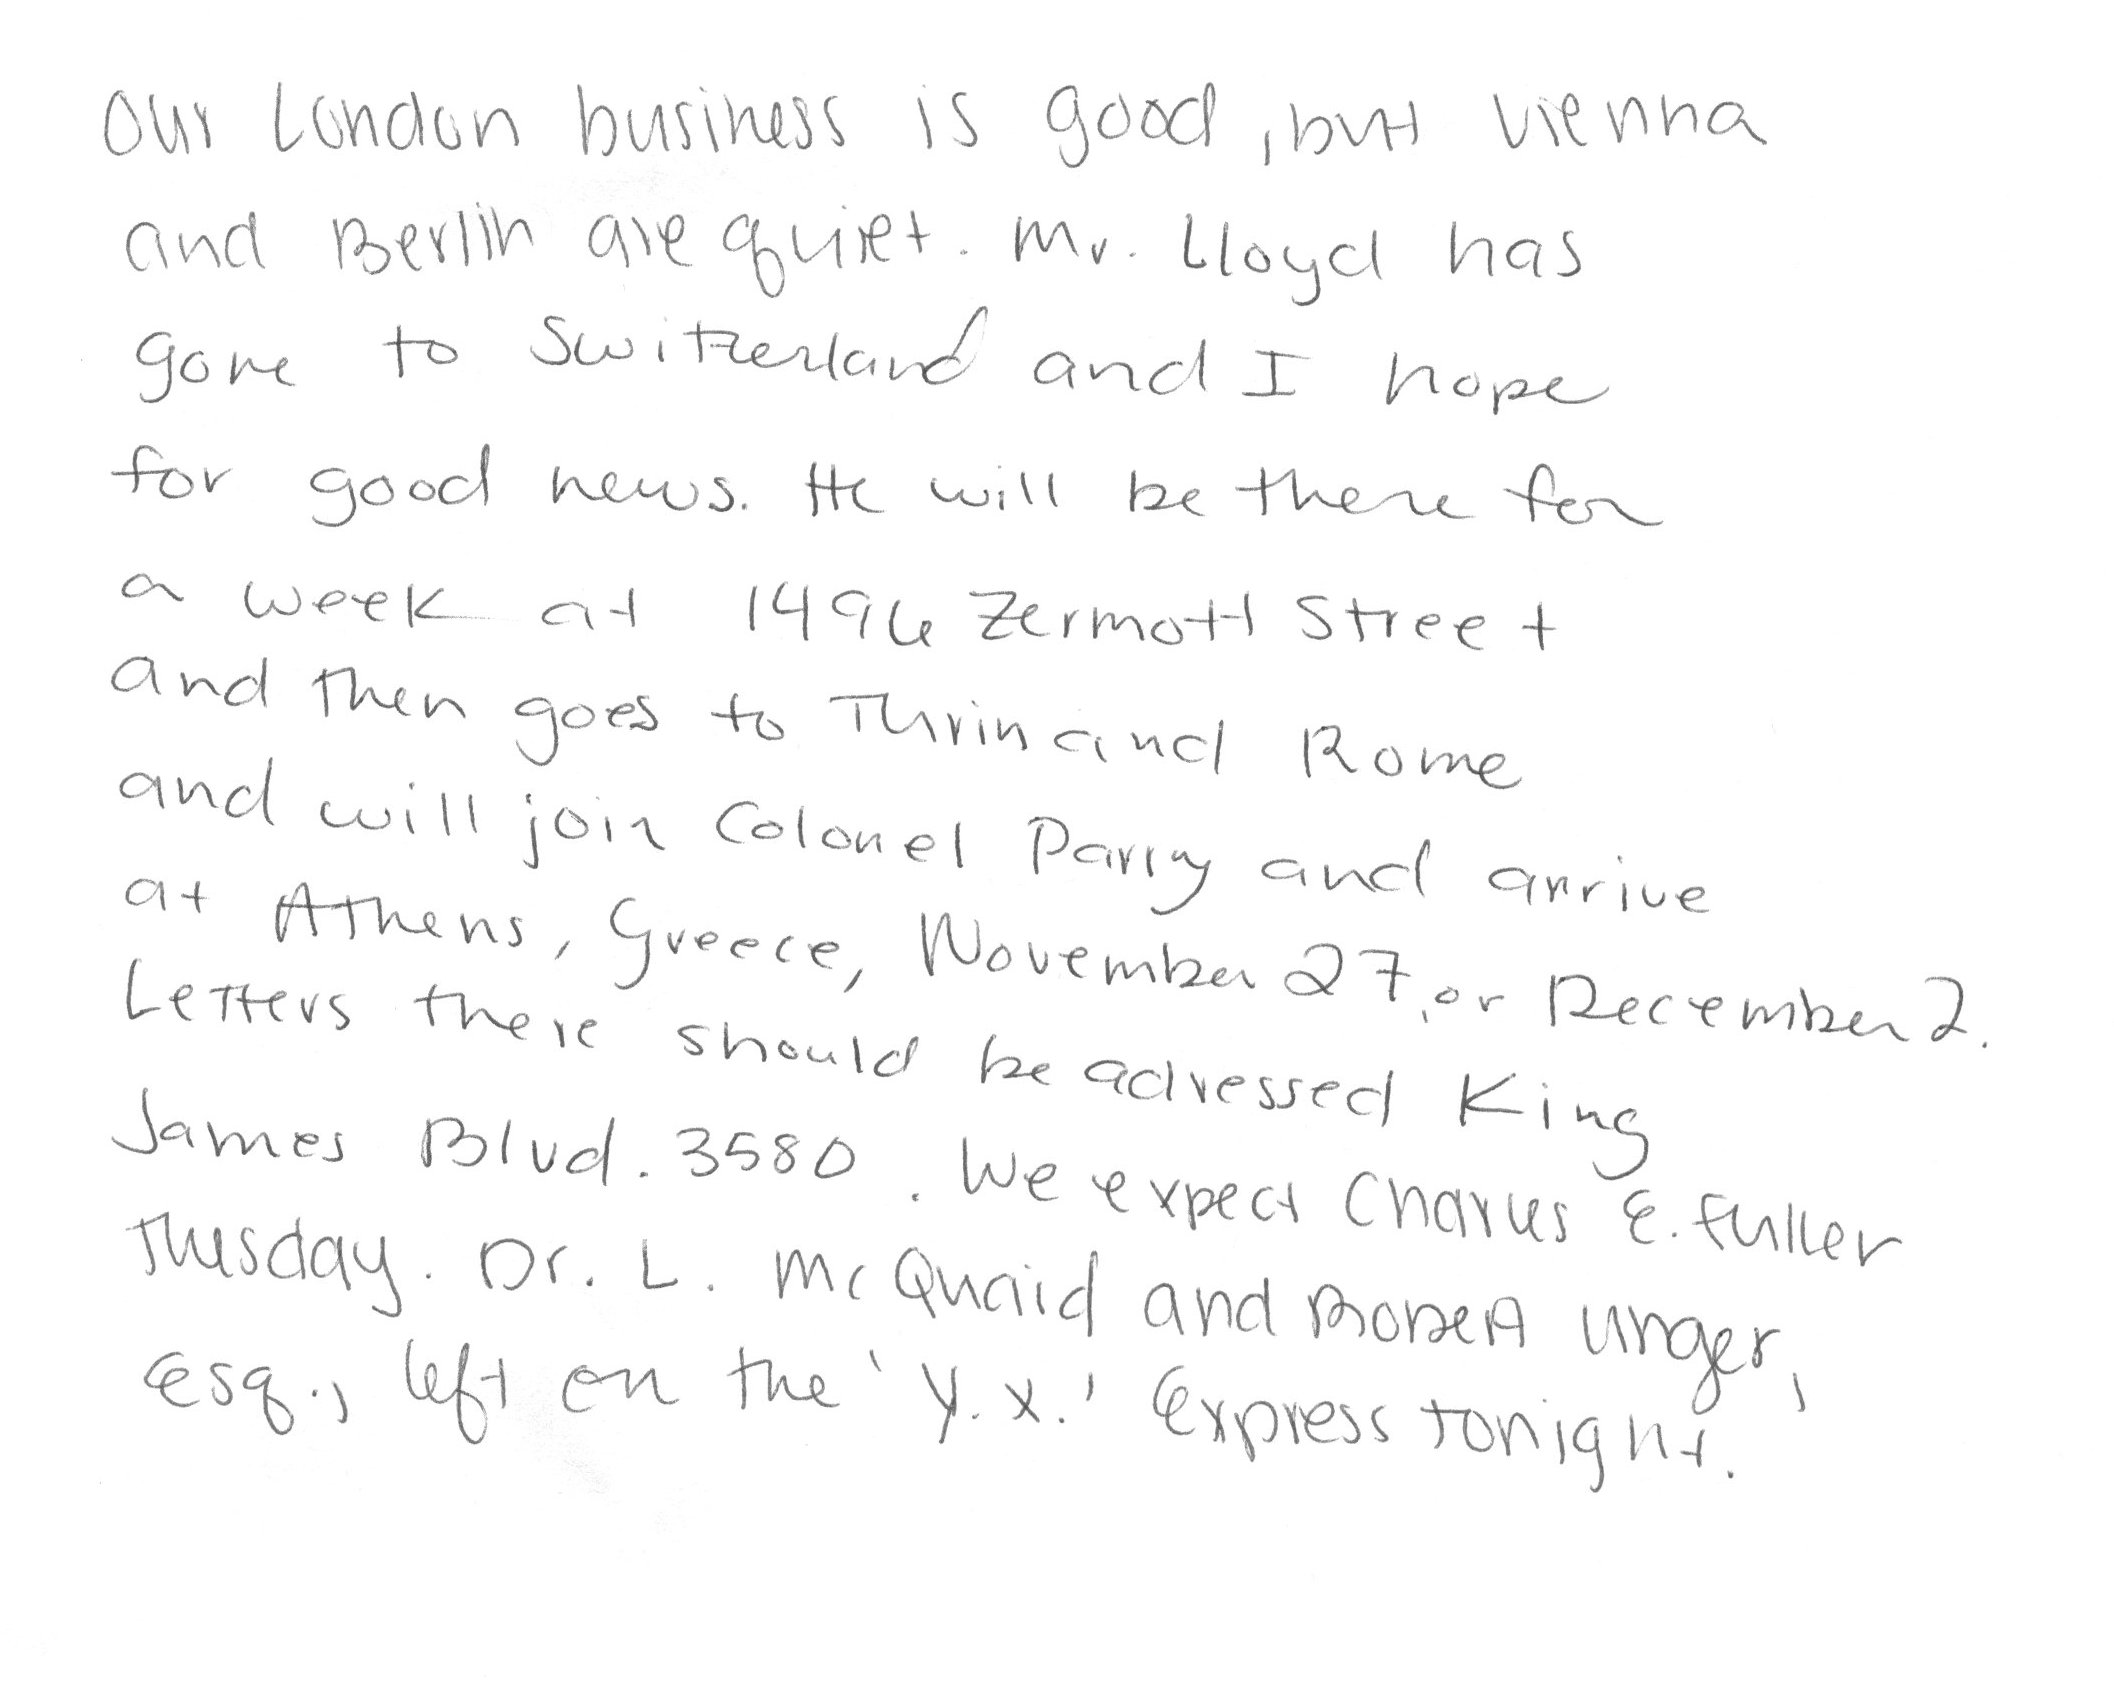 Our London business is good, but Vienna
and Berlin are quiet. Mr. Lloyd has
gone to Switzerland and I hope
for good news. He will be there for
a week at 1496 Zermott Street
and then goes to Turin and Rome
and will join Colonel Parry and arrive
at Athens, Greece, November 27, or December 2.
Letters there should be adressed King
James Blvd. 3580. We expect Charles E. Fuller
Tuesday. Dr. L. McQuaid and Robert Unger,
Esq., left on the 'Y.X.' Express tonight.